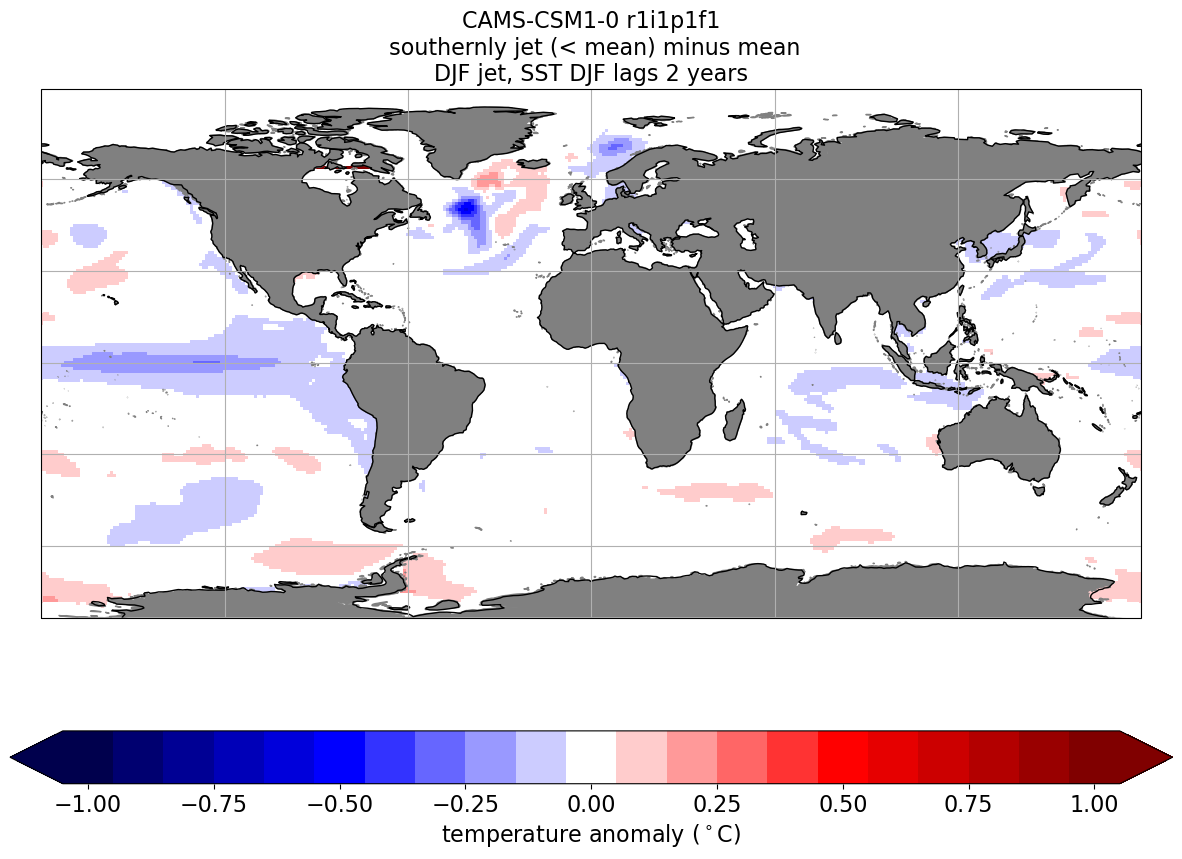 CAMS-CSM1-0 r1i1p1f1
southernly jet (< mean) minus mean
DJF jet, SST DJF lags 2 years
−1.00 −0.75 −0.50 −0.25 0.00 0.25 0.50 0.75 1.00
temperature anomaly (°C)